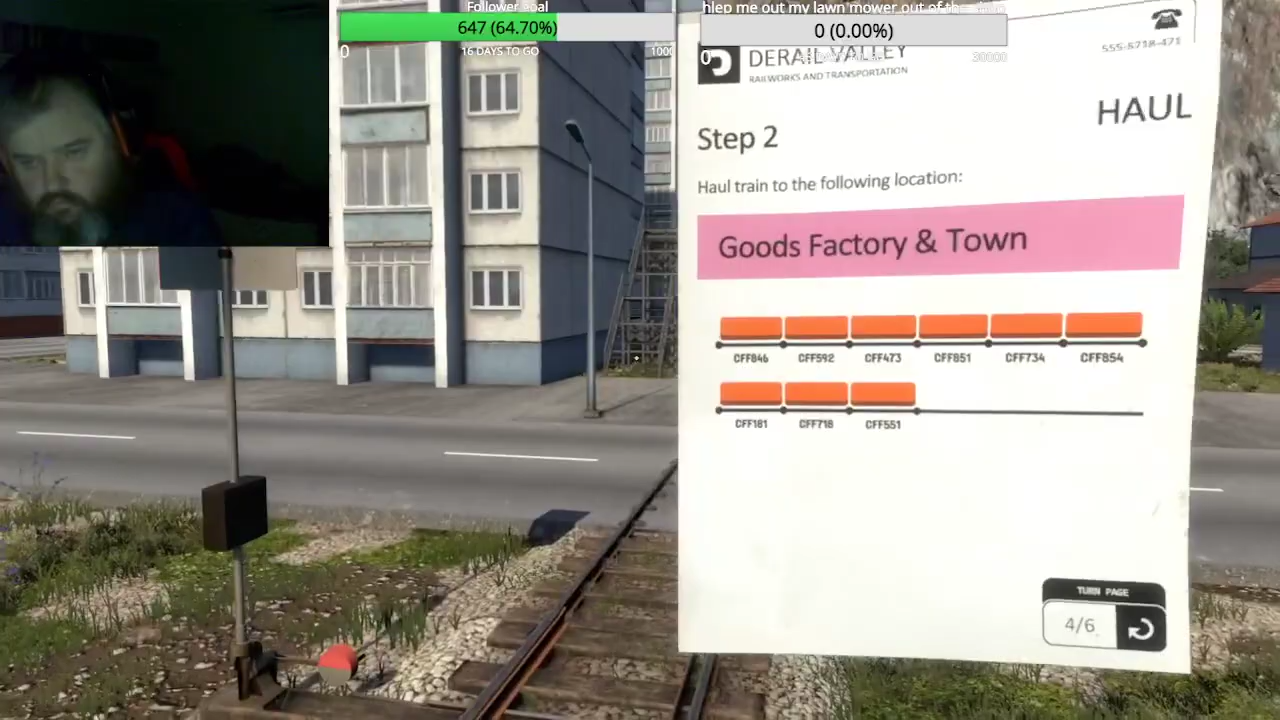 Follower goal
647 (64.70%)
0
16 DAYS TO GO
1000
hlep me out my lawn mower out of the
0 (0.00%)
0
30000
DERAIL VALLEY
RAILWORKS AND TRANSPORTATION
555-8718-471
HAUL
Step 2
Haul train to the following location:
Goods Factory & Town
CFF846 CFF592 CFF473 CFF851 CFF734 CFF854
CFF181 CFF718 CFF551
TURN PAGE
4/6